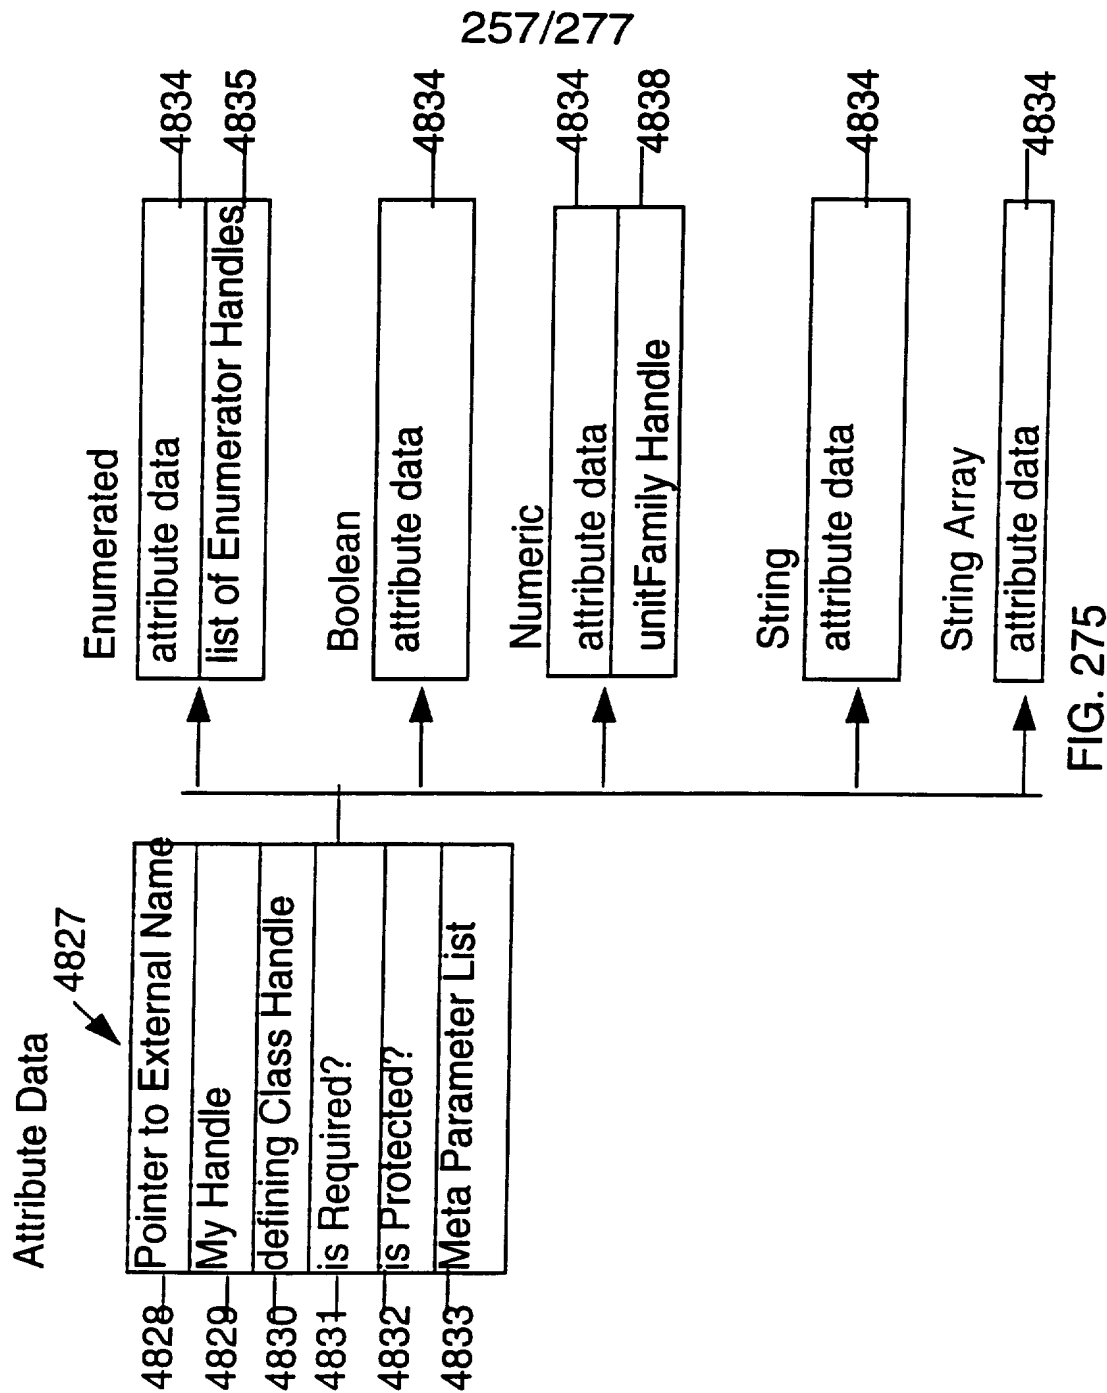 257/277
Attribute Data
4827
4828
Pointer to External Name
4829
My Handle
4830
defining Class Handle
4831
is Required?
4832
is Protected?
4833
Meta Parameter List
Enumerated
attribute data
4834
list of Enumerator Handles
4835
Boolean
attribute data
4834
Numeric
attribute data
4834
unitFamily Handle
4838
String
attribute data
4834
String Array
attribute data
4834
FIG. 275